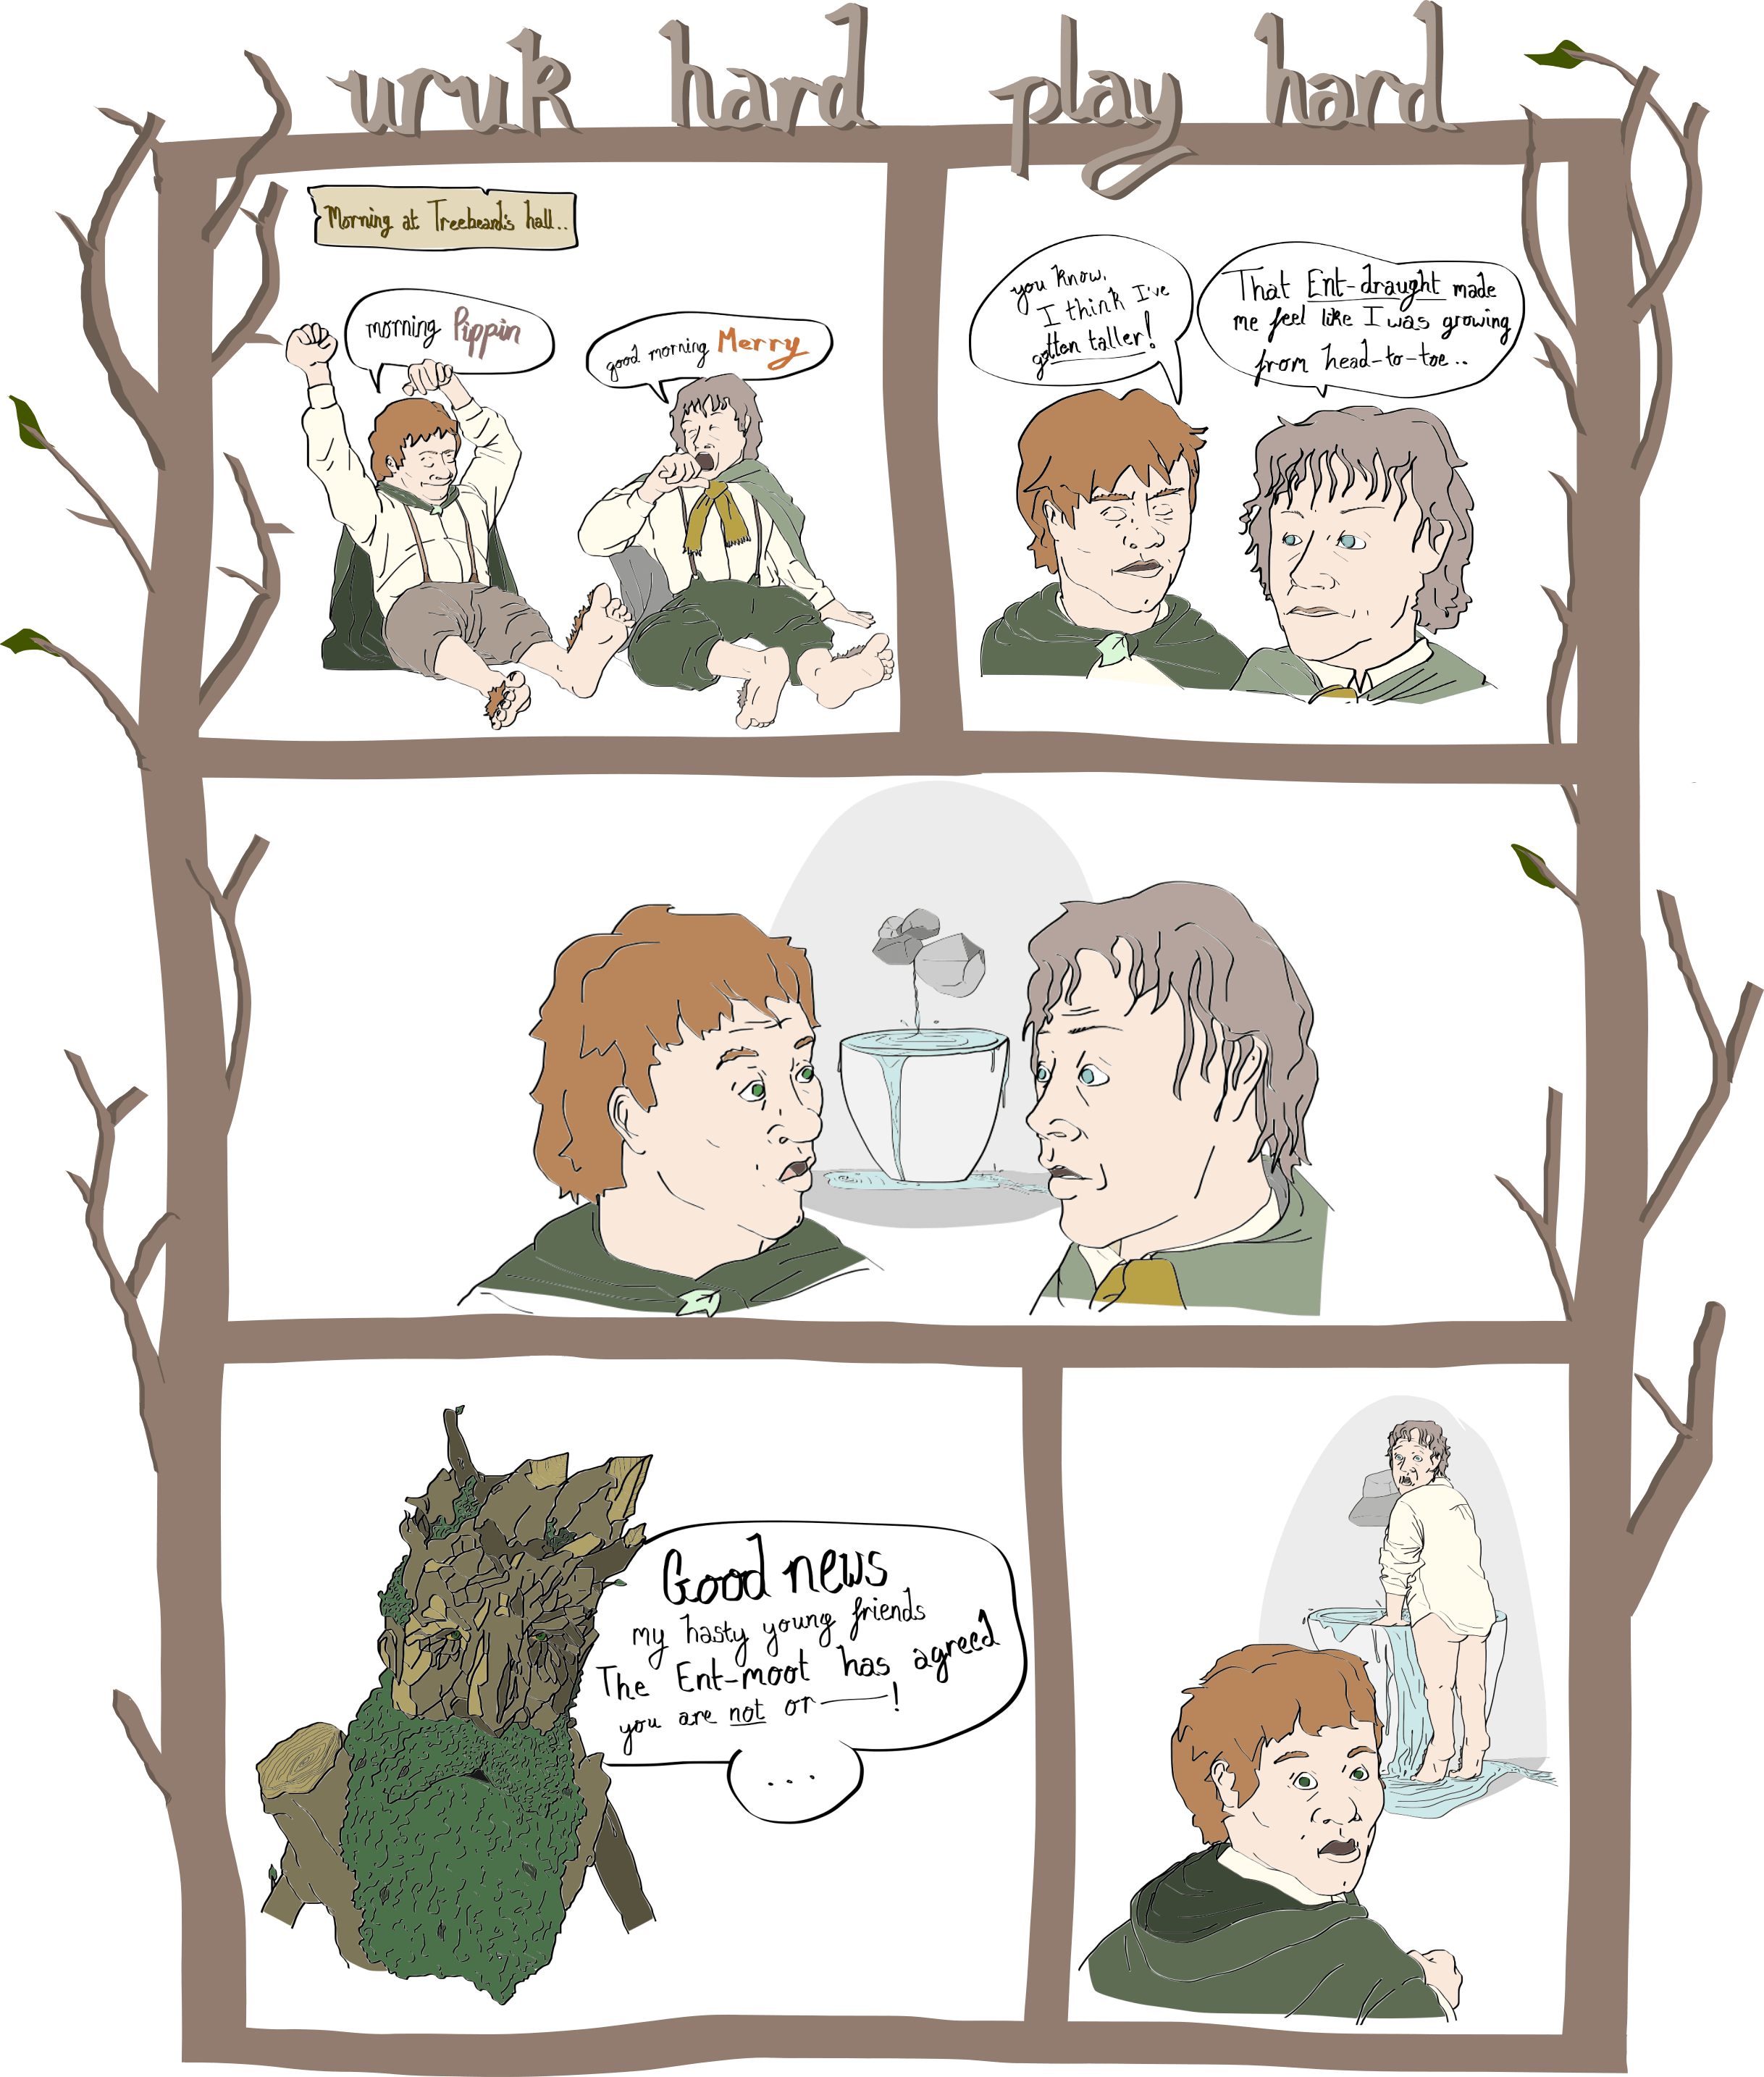 uruk hard play hard
Morning at Treebeard's hall..
morning Pippin
good morning Merry
you know,
I think I've
gotten taller!
That Ent-draught made
me feel like I was growing
from head-to-toe..
Good news
my hasty young friends
The Ent-moot has agreed
you are not or——!
...